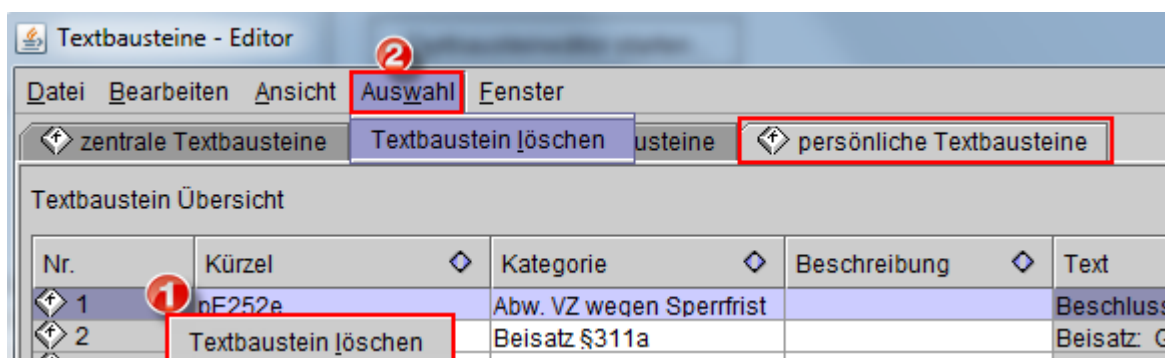 Textbausteine - Editor
2
Datei Bearbeiten Ansicht Auswahl Fenster
zentrale Textbausteine Textbaustein löschen usteine persönliche Textbausteine
Textbaustein Übersicht
Nr. Kürzel Kategorie Beschreibung Text
1 1 pE252e Abw. VZ wegen Sperrfrist Beschluss
2 Textbaustein löschen Beisatz §311a Beisatz: